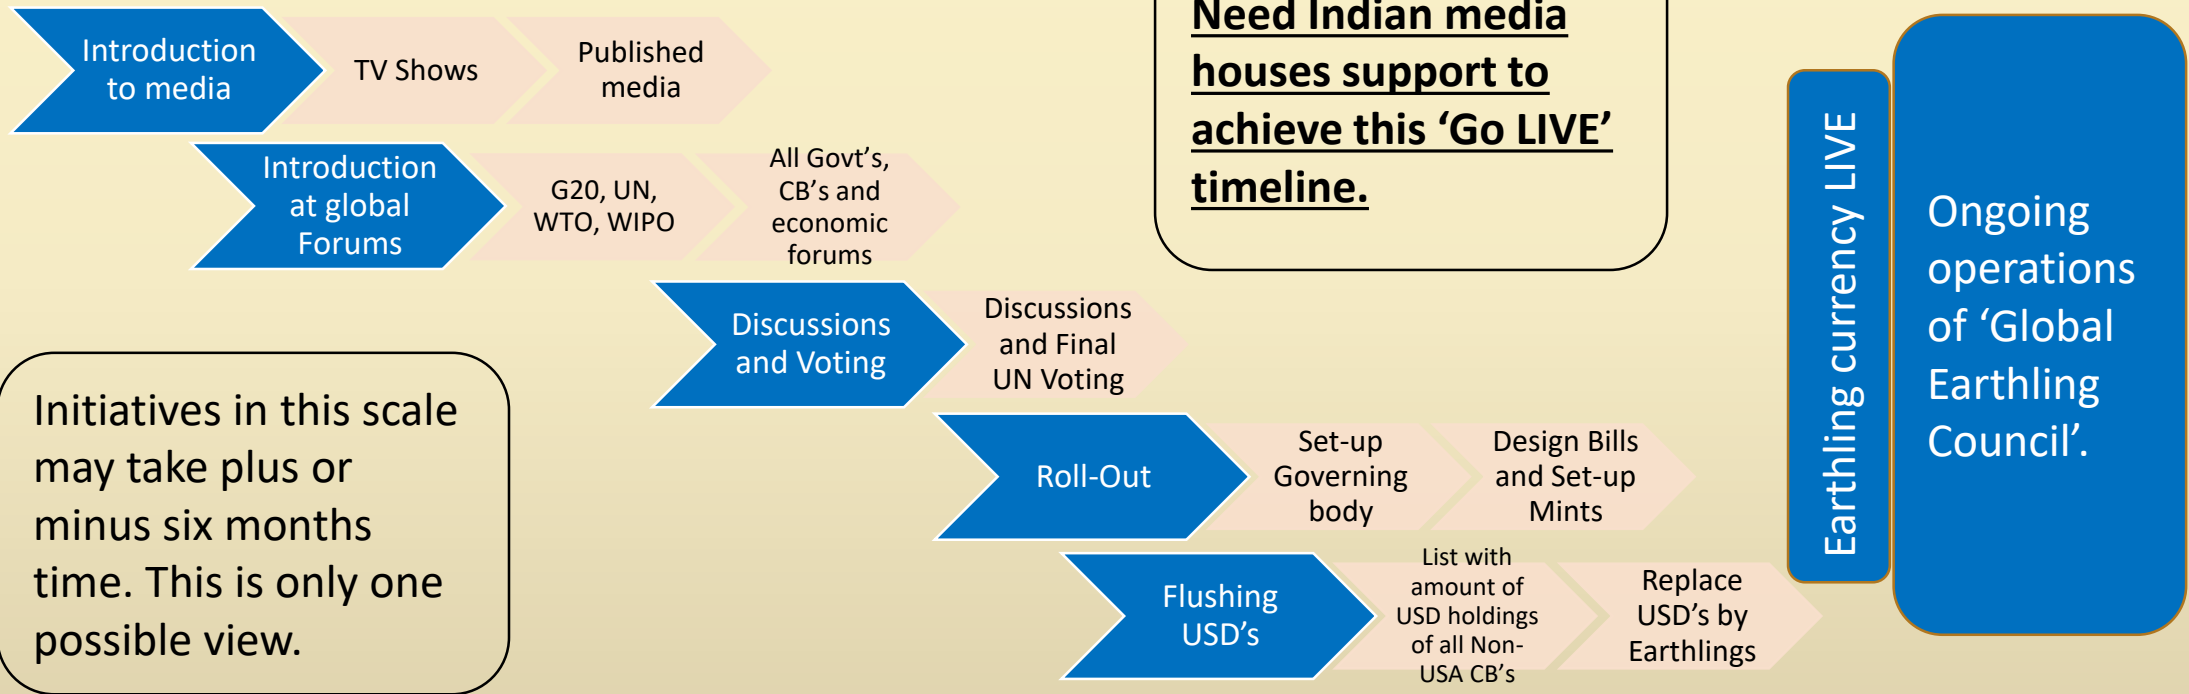 Introduction
to media
TV Shows
Published
media
Need Indian media
houses support to
achieve this ‘Go LIVE’
timeline.
Introduction
at global
Forums
G20, UN,
WTO, WIPO
All Govt’s,
CB’s and
economic
forums
Discussions
and Voting
Discussions
and Final
UN Voting
Initiatives in this scale
may take plus or
minus six months
time. This is only one
possible view.
Roll-Out
Set-up
Governing
body
Design Bills
and Set-up
Mints
Flushing
USD’s
List with
amount of
USD holdings
of all Non-
USA CB’s
Replace
USD’s by
Earthlings
Earthling currency LIVE
Ongoing
operations
of ‘Global
Earthling
Council’.